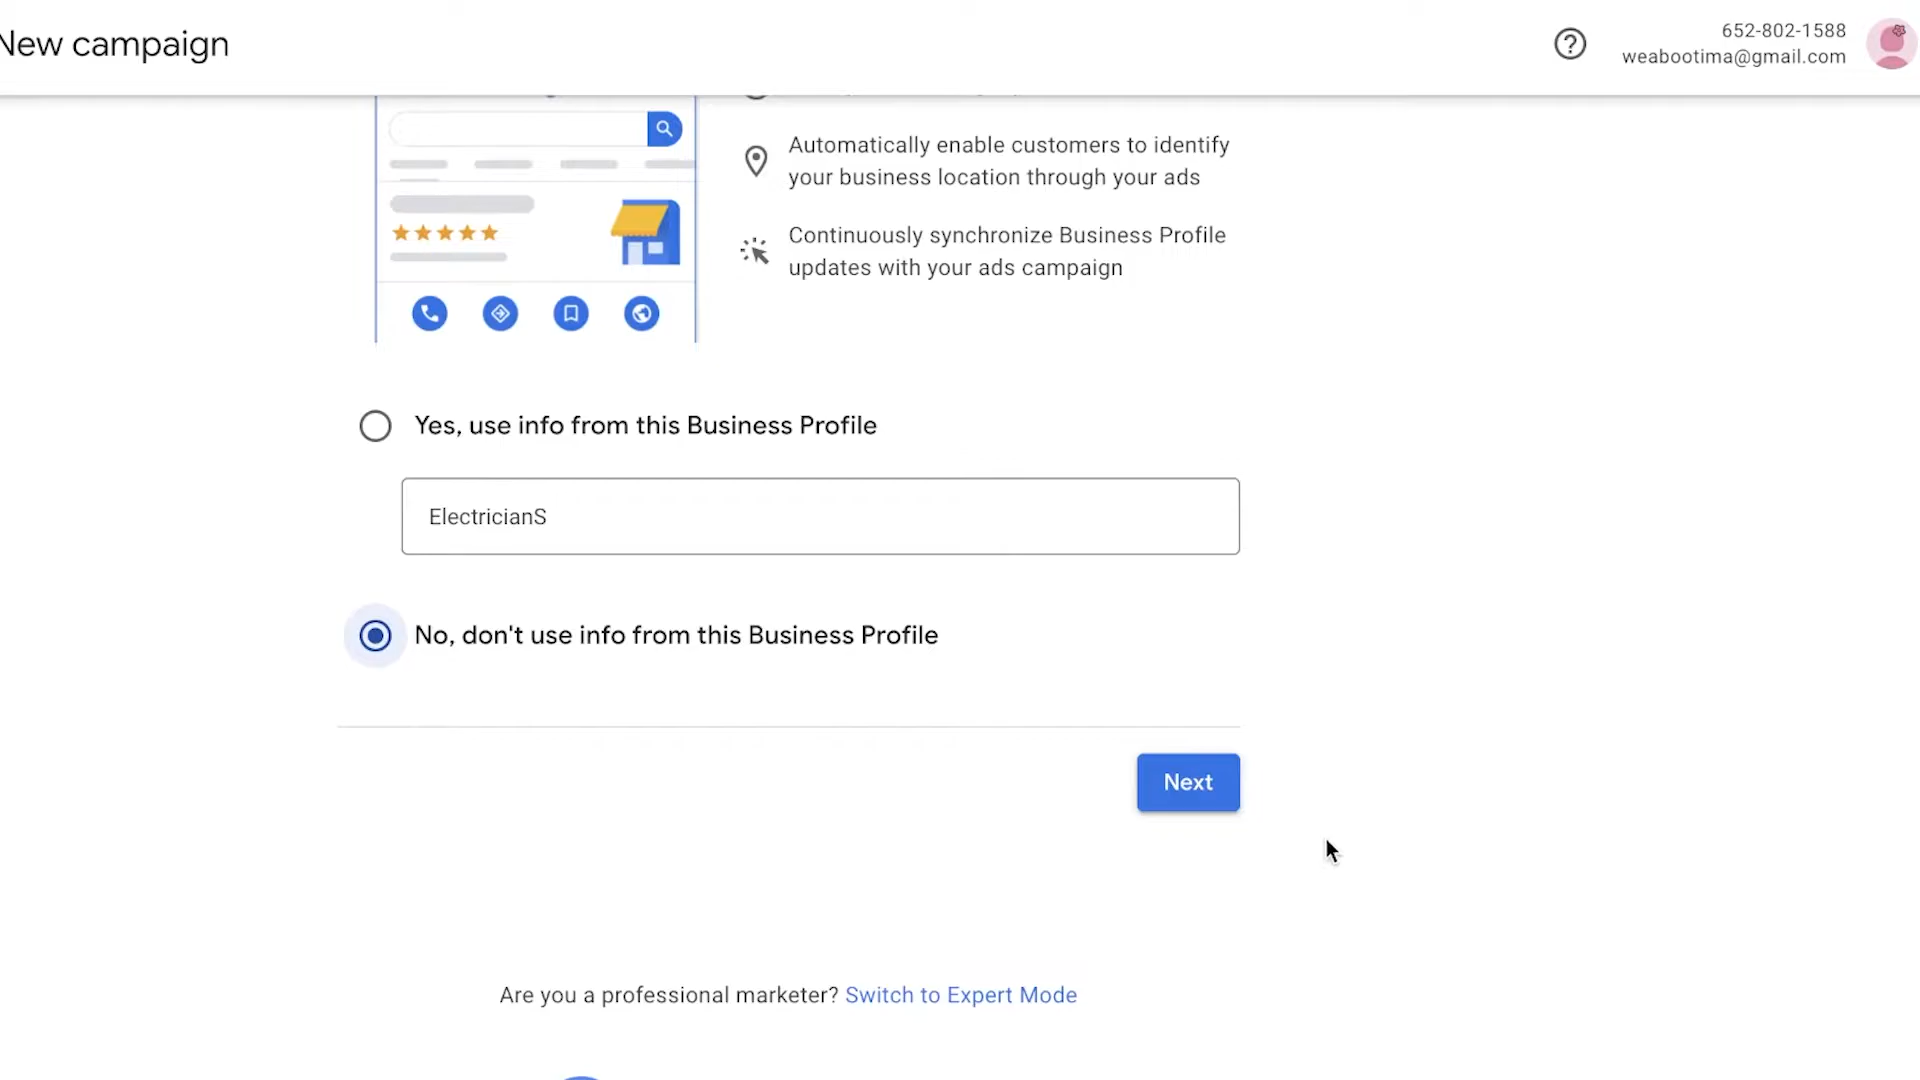 New campaign
652-802-1588
weabootima@gmail.com
Automatically enable customers to identify
your business location through your ads
Continuously synchronize Business Profile
updates with your ads campaign
Yes, use info from this Business Profile
ElectricianS
No, don't use info from this Business Profile
Next
Are you a professional marketer? Switch to Expert Mode